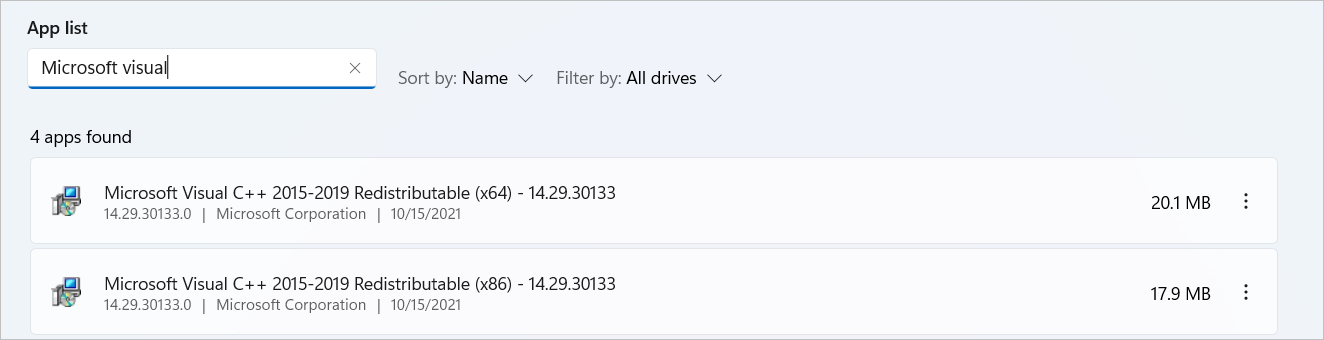 App list
Microsoft visual
Sort by: Name Filter by: All drives
4 apps found
Microsoft Visual C++ 2015-2019 Redistributable (x64) - 14.29.30133
14.29.30133.0 | Microsoft Corporation | 10/15/2021
20.1 MB
Microsoft Visual C++ 2015-2019 Redistributable (x86) - 14.29.30133
14.29.30133.0 | Microsoft Corporation | 10/15/2021
17.9 MB